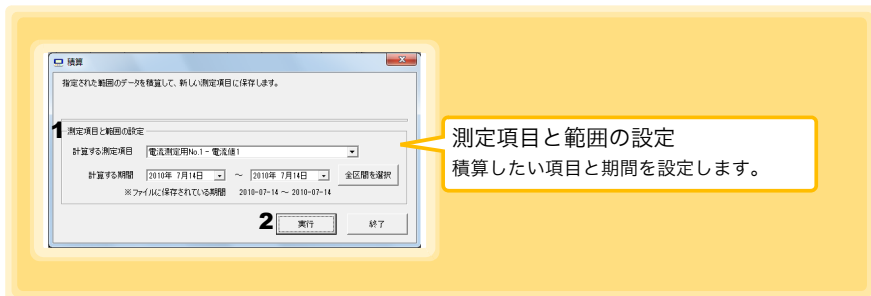 積算
指定された範囲のデータを積算して、新しい測定項目に保存します。
1
測定項目と範囲の設定
計算する測定項目 電流測定用No.1 - 電流値1
計算する期間 2010年 7月14日 ～ 2010年 7月14日 全区間を選択
※ファイルに保存されている期間 2010-07-14 ～ 2010-07-14
2 実行 終了
測定項目と範囲の設定
積算したい項目と期間を設定します。